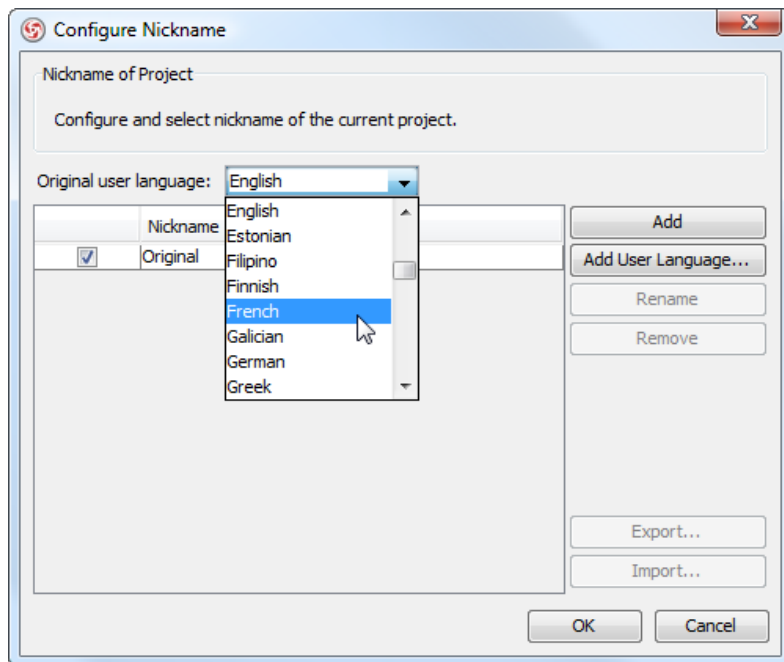 Configure Nickname
Nickname of Project
Configure and select nickname of the current project.
Original user language: English
Nickname
Original
English
Estonian
Filipino
Finnish
French
Galician
German
Greek
Add
Add User Language...
Rename
Remove
Export...
Import...
OK
Cancel